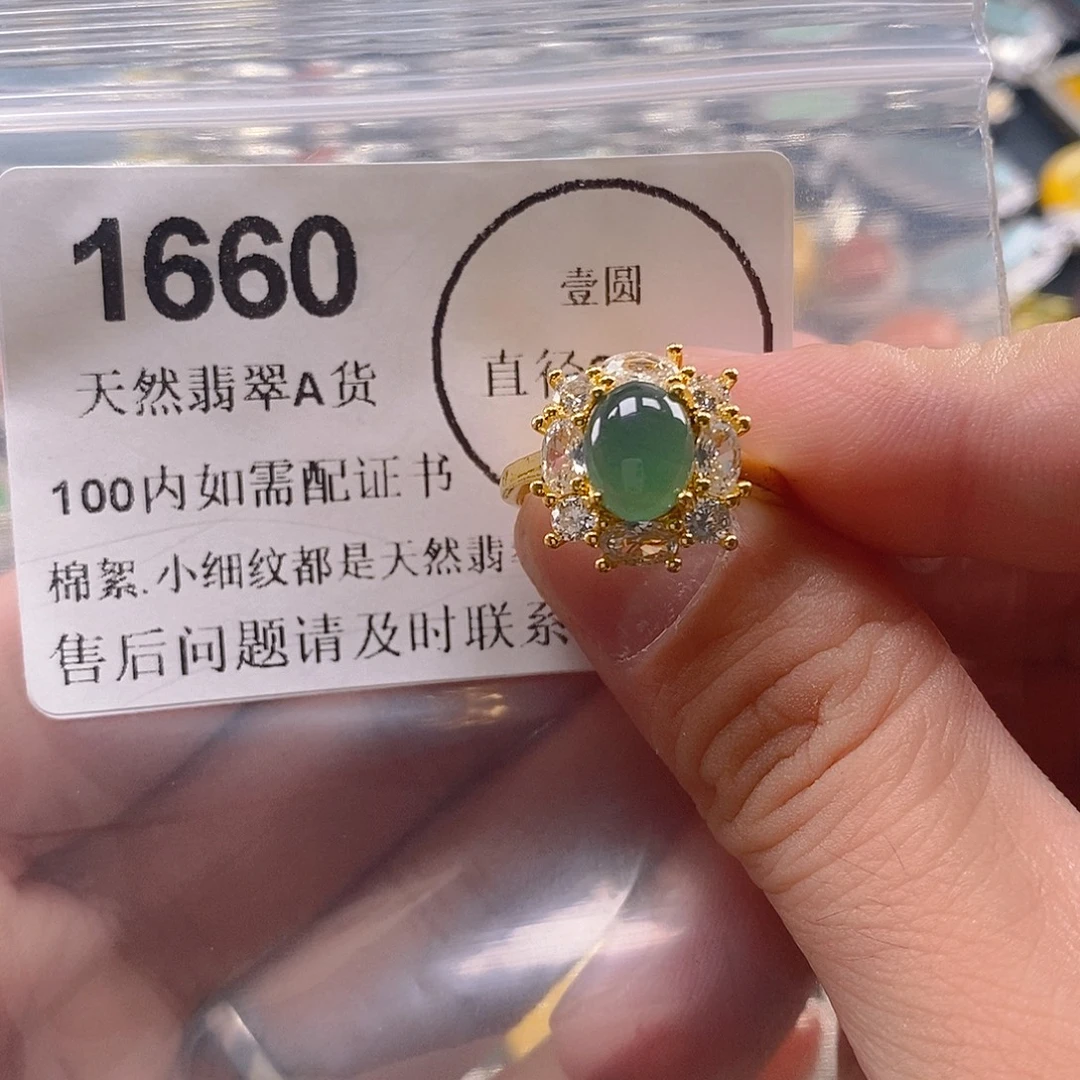 1660
壹圆
直径
天然翡翠A货
100内如需配证书
棉絮.小细纹都是天然翡
售后问题请及时联系